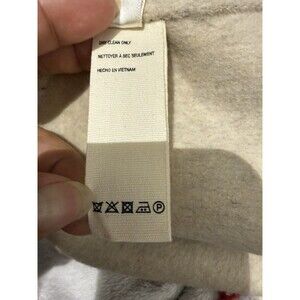 DRY CLEAN ONLY
NETTOYER A SEC SEULEMENT
HECHO EN VIETNAM
P